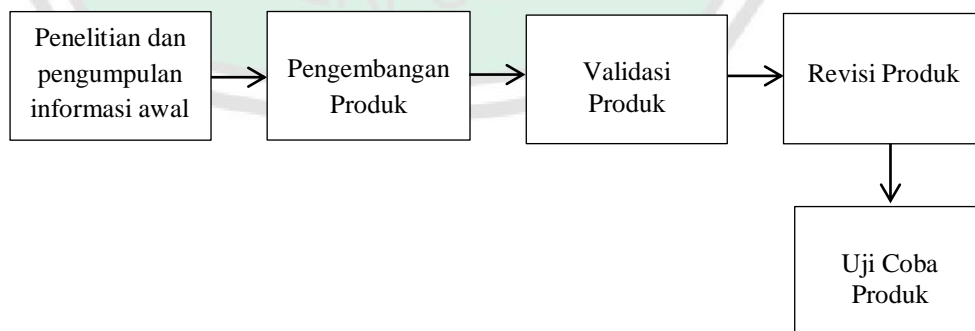 Penelitian dan
pengumpulan
informasi awal
Pengembangan
Produk
Validasi
Produk
Revisi Produk
Uji Coba
Produk